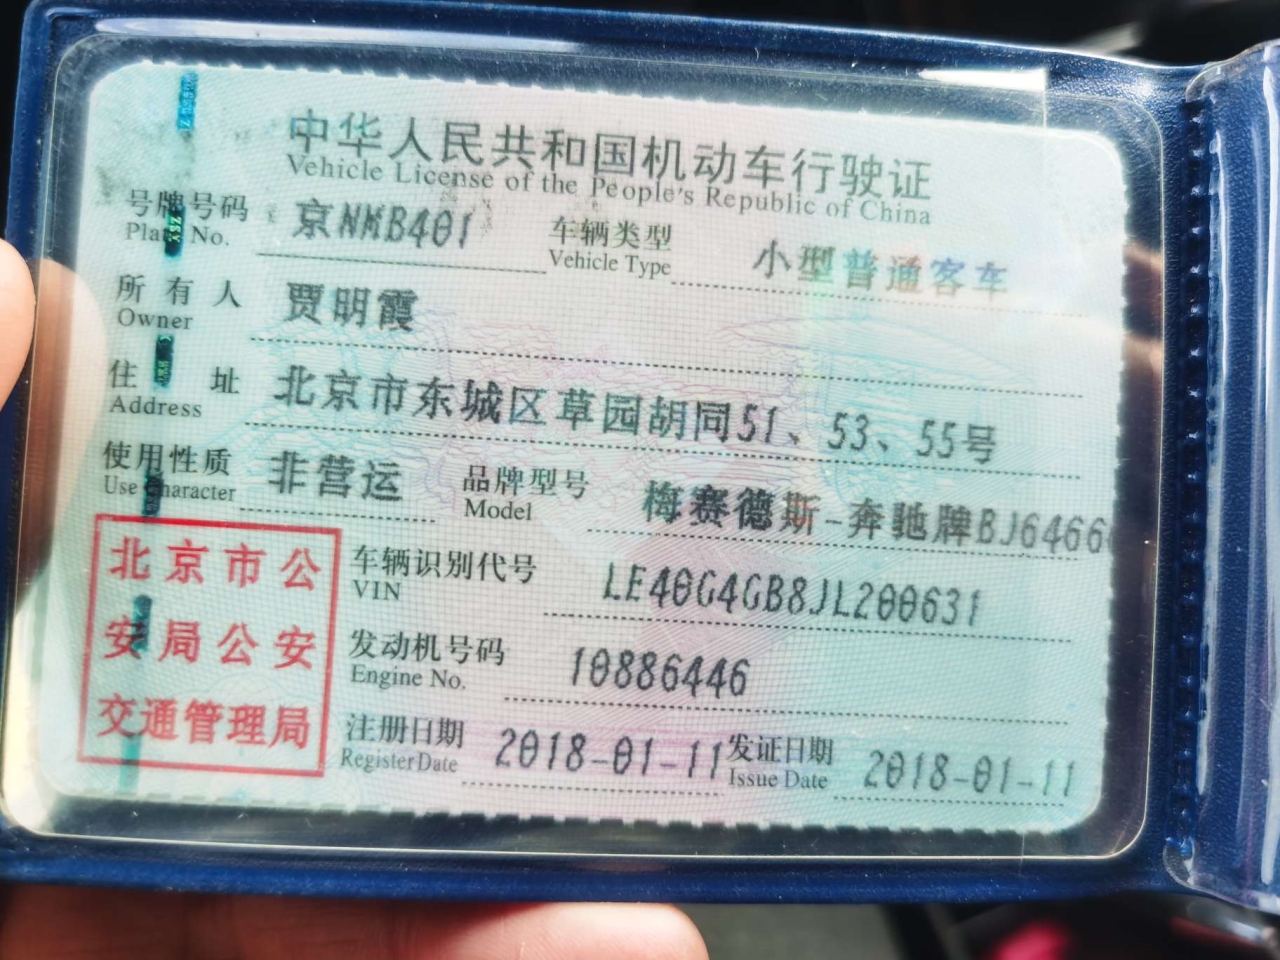 中华人民共和国机动车行驶证
Vehicle License of the People's Republic of China
号牌号码 京NMB401 车辆类型 小型普通客车
Plate No. Vehicle Type
所有人 贾明霞
Owner
住址 北京市东城区草园胡同51、53、55号
Address
使用性质 非营运 品牌型号 梅赛德斯-奔驰牌BJ6466
Use Character Model
北京市公
安局公安
交通管理局
车辆识别代号 LE40G4GB8JL200631
VIN
发动机号码 10886446
Engine No.
注册日期 2018-01-11 发证日期 2018-01-11
Register Date Issue Date